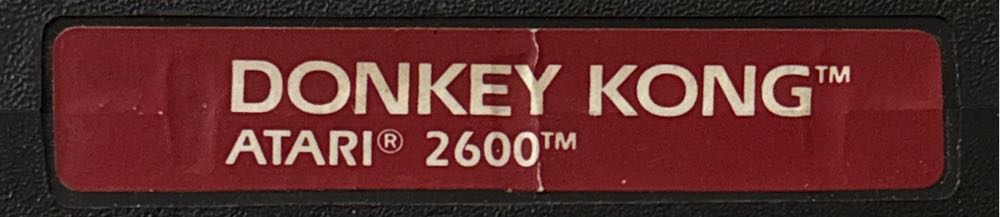 DONKEY KONG™
ATARI® 2600™